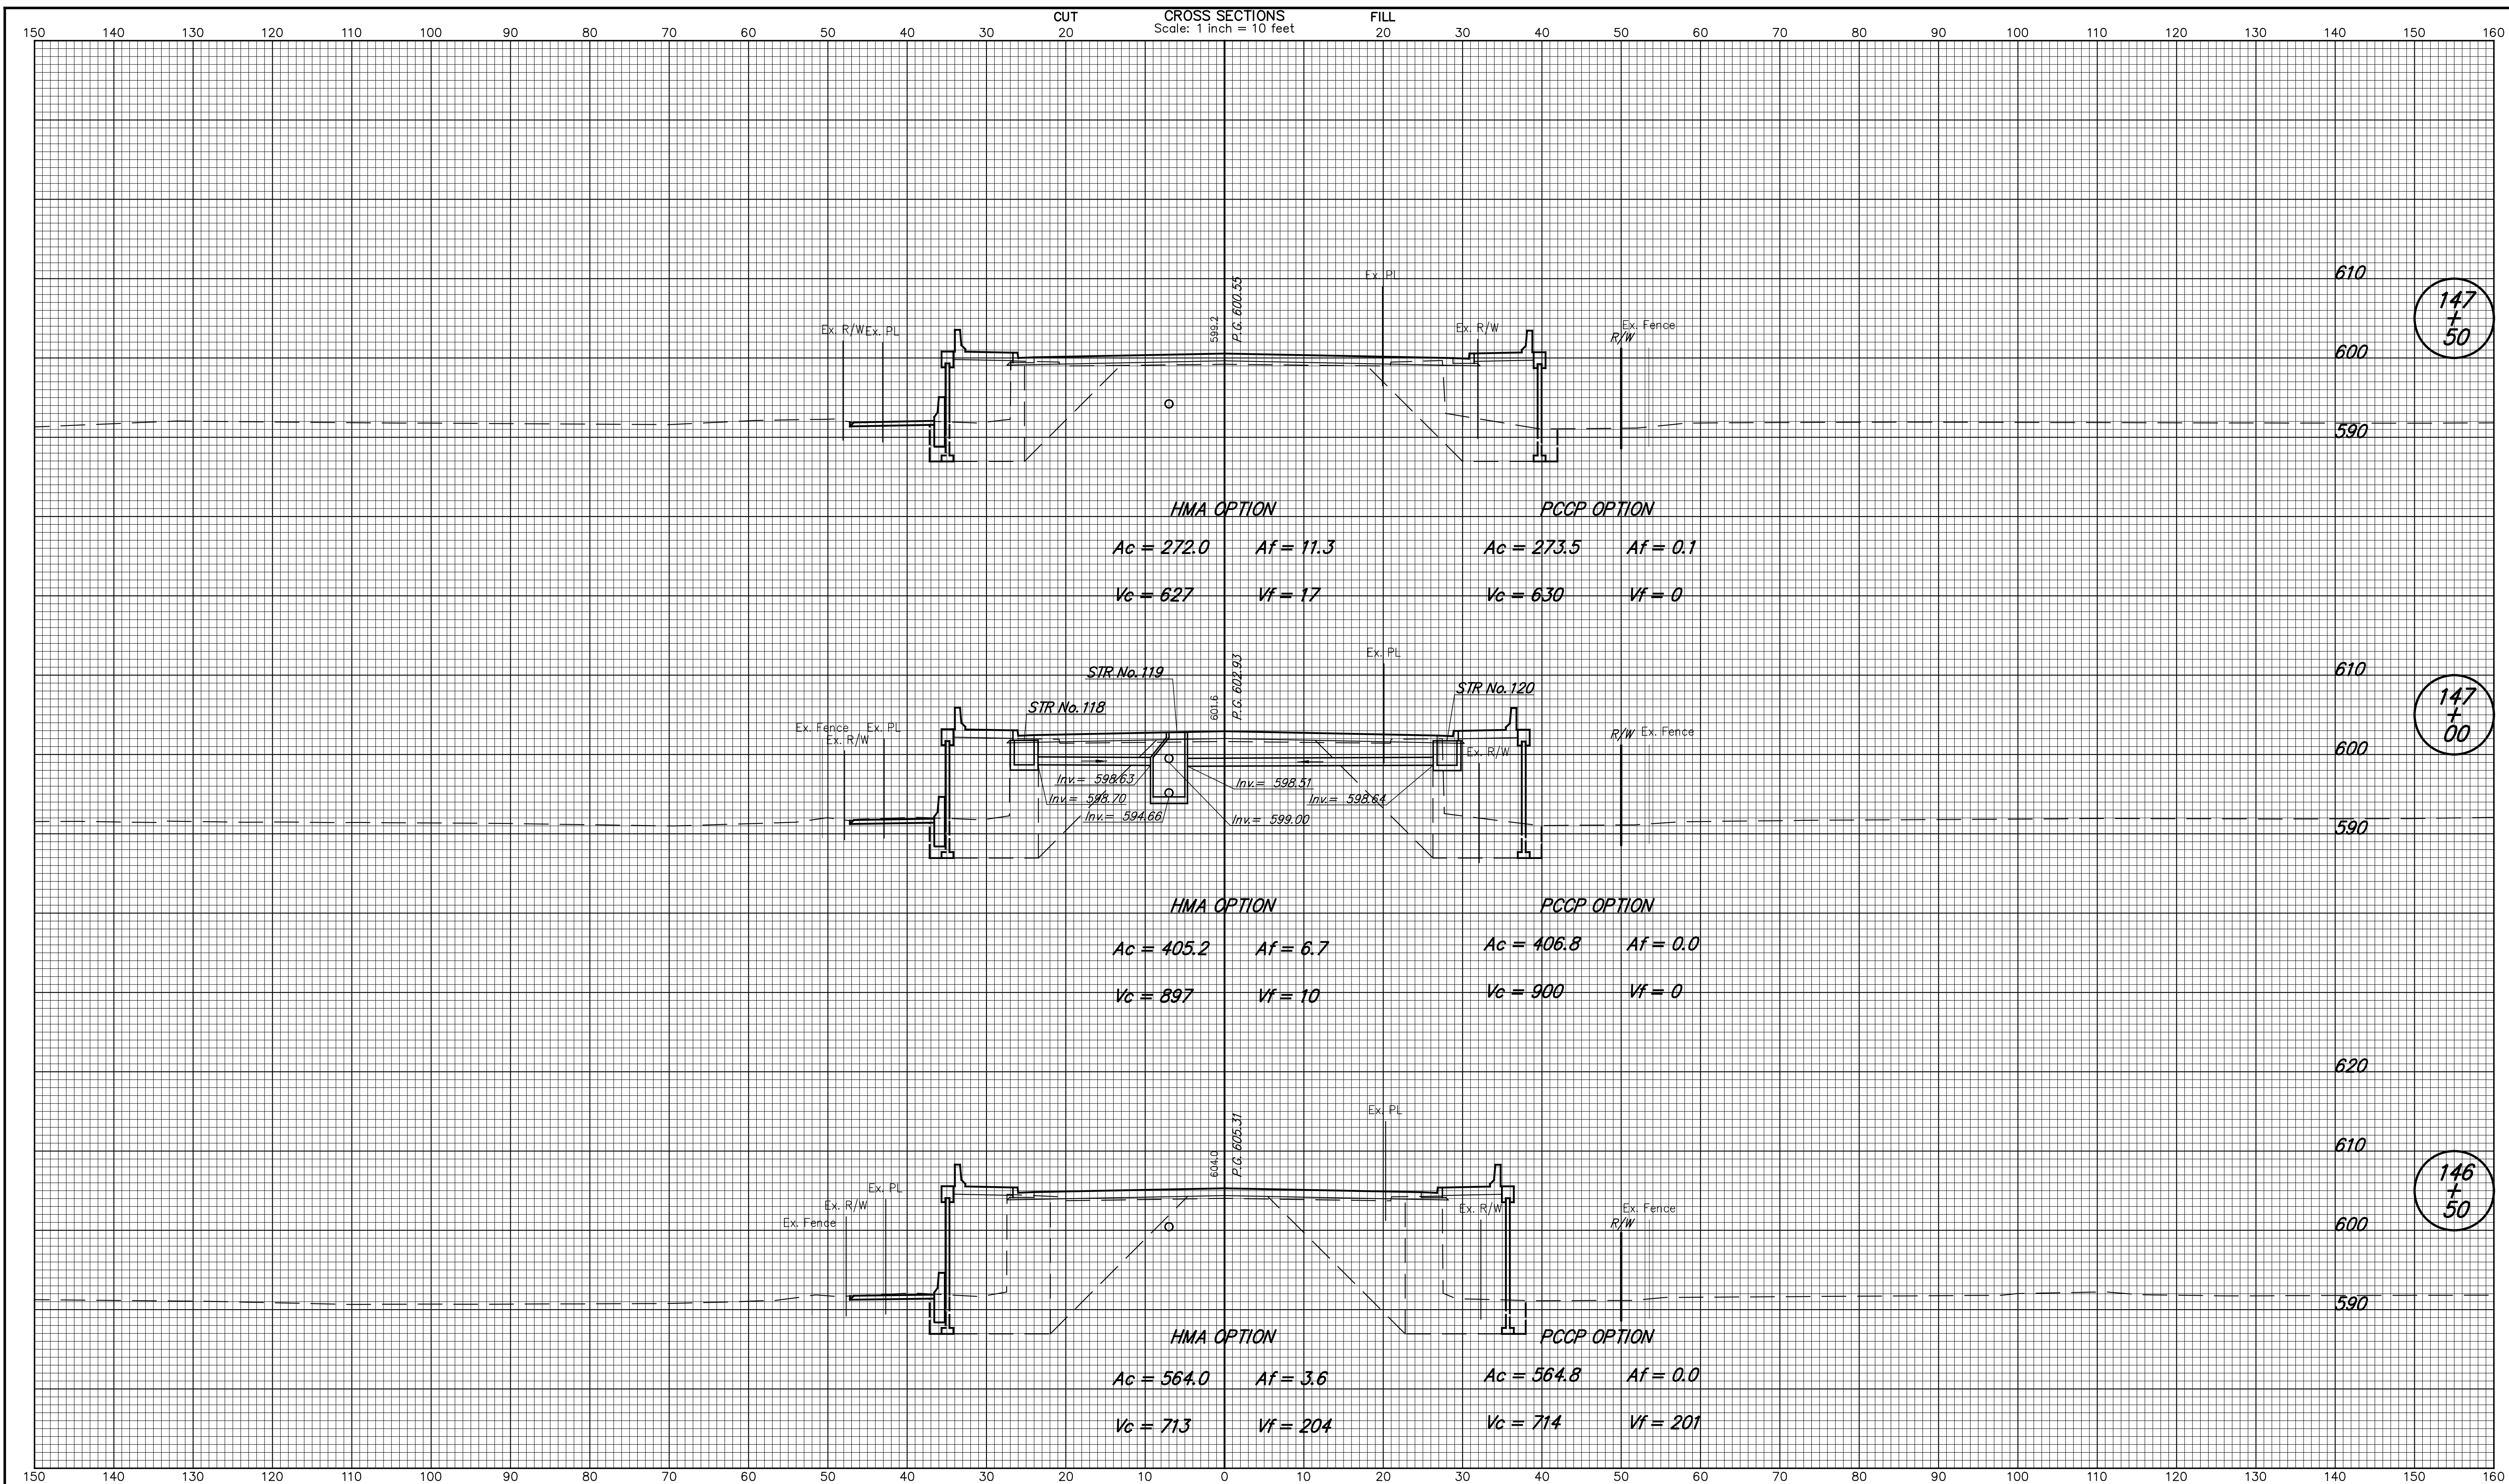 CUT CROSS SECTIONS FILL
Scale: 1 inch = 10 feet
150 140 130 120 110 100 90 80 70 60 50 40 30 20 20 30 40 50 60 70 80 90 100 110 120 130 140 150 160
610
Ex. PL
P.G. 600.55
599.2
147
+
50
Ex. R/W Ex. PL
Ex. R/W
Ex. Fence
R/W
600
590
HMA OPTION PCCP OPTION
Ac = 272.0 Af = 11.3 Ac = 273.5 Af = 0.1
Vc = 627 Vf = 17 Vc = 630 Vf = 0
Ex. PL
610
STR No. 119
P.G. 602.93
601.6
STR No. 120
STR No. 118
147
+
00
Ex. Fence Ex. PL
Ex. R/W
R/W Ex. Fence
Ex. R/W
600
Inv.= 598.63
Inv.= 598.51
Inv.= 598.70
Inv.= 598.64
Inv.= 594.66
Inv.= 599.00
590
HMA OPTION PCCP OPTION
Ac = 405.2 Af = 6.7 Ac = 406.8 Af = 0.0
Vc = 897 Vf = 10 Vc = 900 Vf = 0
620
Ex. PL
610
P.G. 605.31
604.0
146
+
50
Ex. PL
Ex. R/W
Ex. Fence
Ex. R/W
Ex. Fence
R/W
600
590
HMA OPTION PCCP OPTION
Ac = 564.0 Af = 3.6 Ac = 564.8 Af = 0.0
Vc = 713 Vf = 204 Vc = 714 Vf = 201
150 140 130 120 110 100 90 80 70 60 50 40 30 20 10 0 10 20 30 40 50 60 70 80 90 100 110 120 130 140 150 160